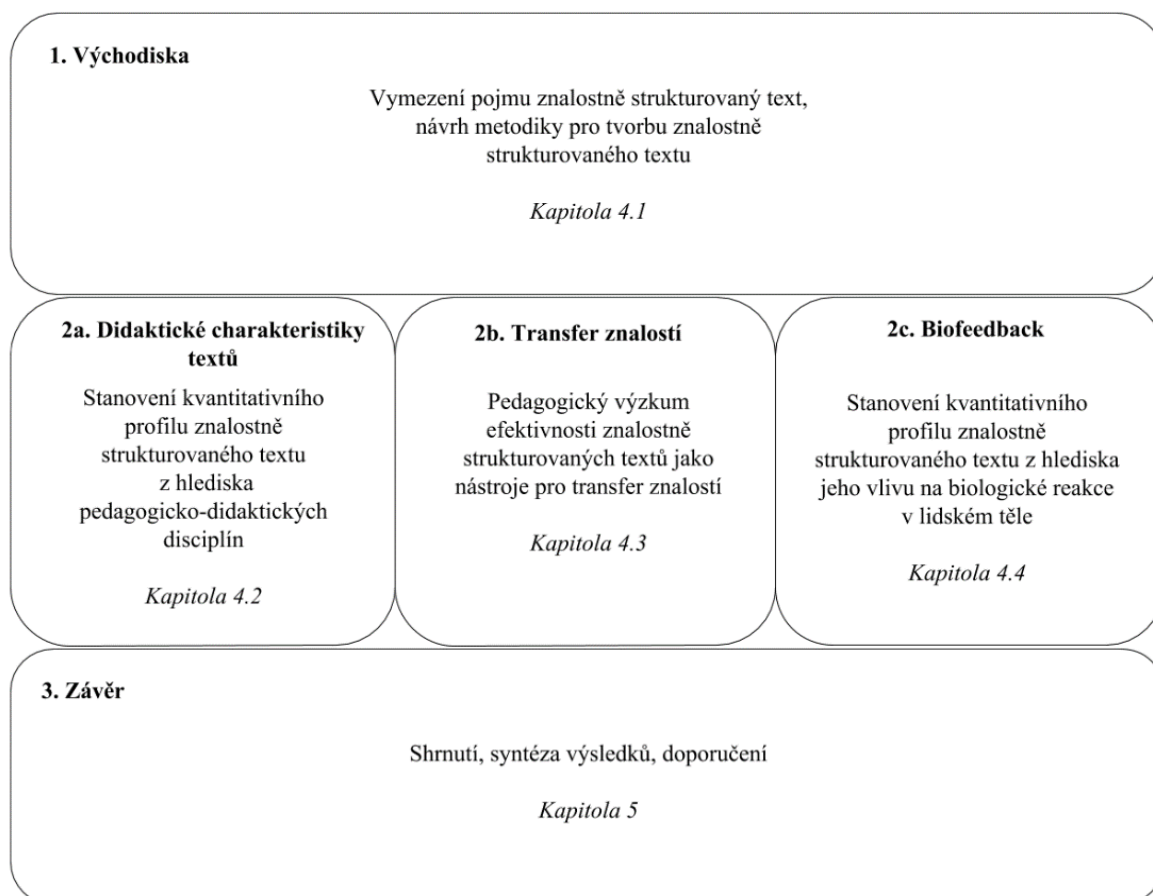 1. Východiska
Vymezení pojmu znalostně strukturovaný text,
návrh metodiky pro tvorbu znalostně
strukturovaného textu
Kapitola 4.1
2a. Didaktické charakteristiky
textů
Stanovení kvantitativního
profilu znalostně
strukturovaného textu
z hlediska
pedagogicko-didaktických
disciplín
Kapitola 4.2
2b. Transfer znalostí
Pedagogický výzkum
efektivnosti znalostně
strukturovaných textů jako
nástroje pro transfer znalostí
Kapitola 4.3
2c. Biofeedback
Stanovení kvantitativního
profilu znalostně
strukturovaného textu z hlediska
jeho vlivu na biologické reakce
v lidském těle
Kapitola 4.4
3. Závěr
Shrnutí, syntéza výsledků, doporučení
Kapitola 5